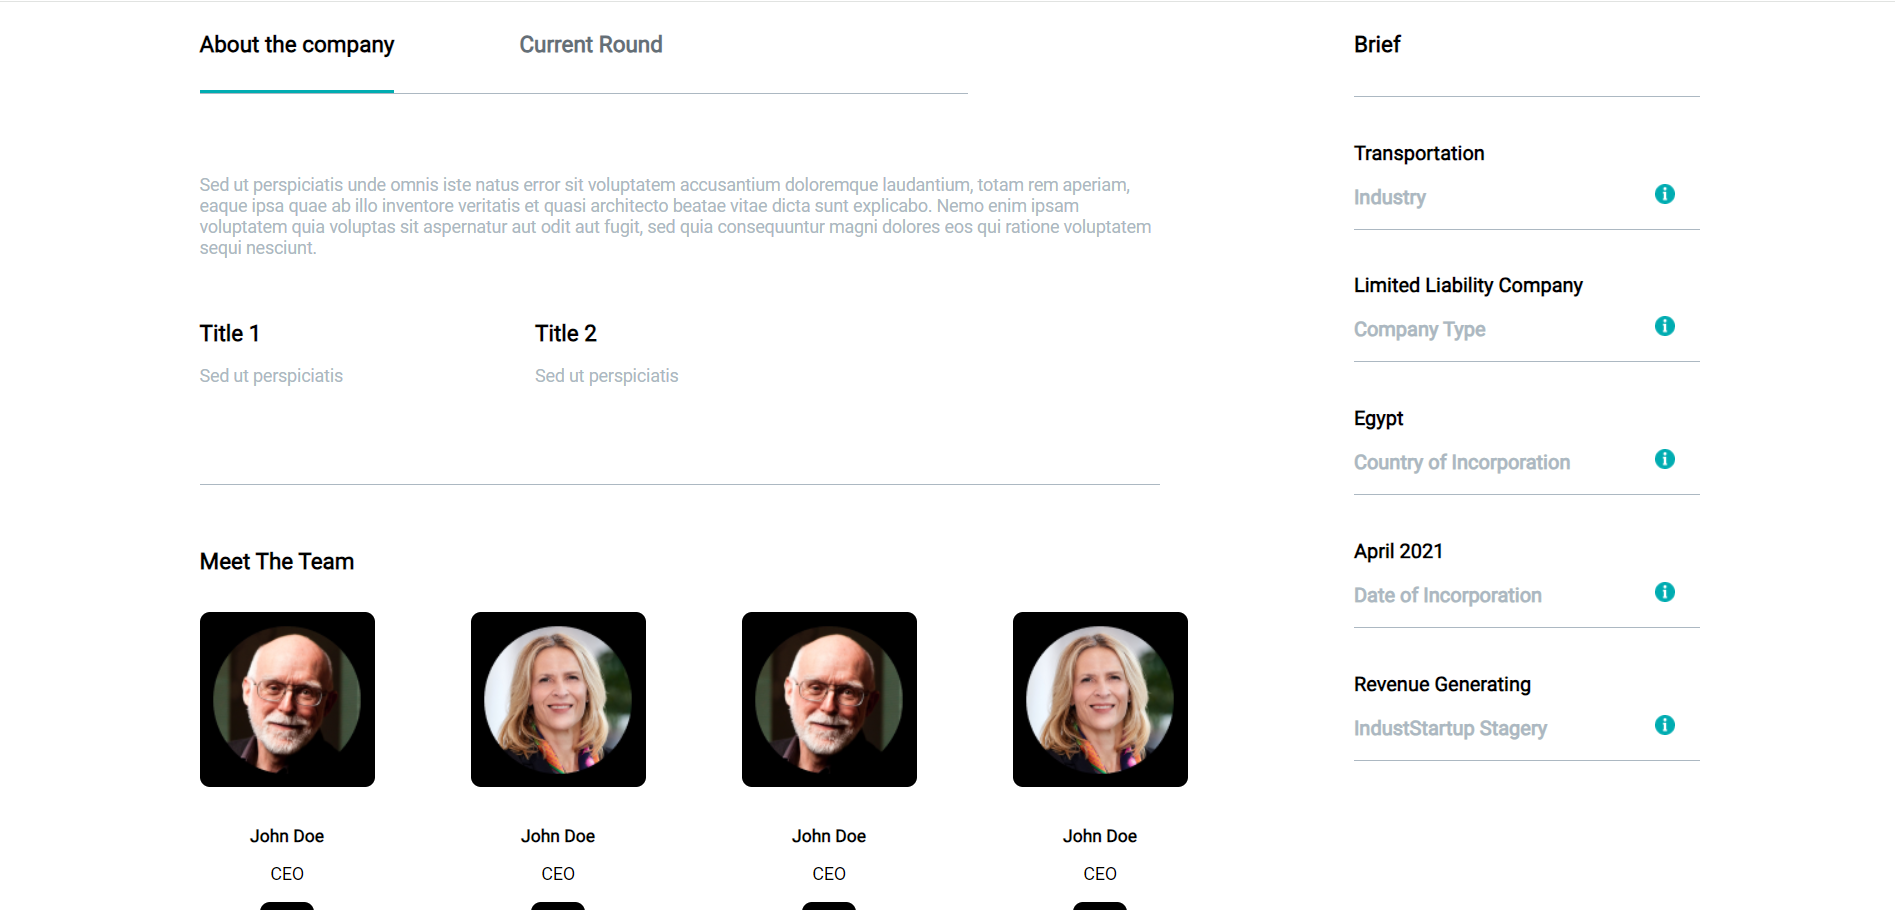 About the company
Current Round
Sed ut perspiciatis unde omnis iste natus error sit voluptatem accusantium doloremque laudantium, totam rem aperiam,
eaque ipsa quae ab illo inventore veritatis et quasi architecto beatae vitae dicta sunt explicabo. Nemo enim ipsam
voluptatem quia voluptas sit aspernatur aut odit aut fugit, sed quia consequuntur magni dolores eos qui ratione voluptatem
sequi nesciunt.
Title 1
Sed ut perspiciatis
Title 2
Sed ut perspiciatis
Meet The Team
John Doe
CEO
John Doe
CEO
John Doe
CEO
John Doe
CEO
Brief
Transportation
Industry
Limited Liability Company
Company Type
Egypt
Country of Incorporation
April 2021
Date of Incorporation
Revenue Generating
IndustStartup Stagery